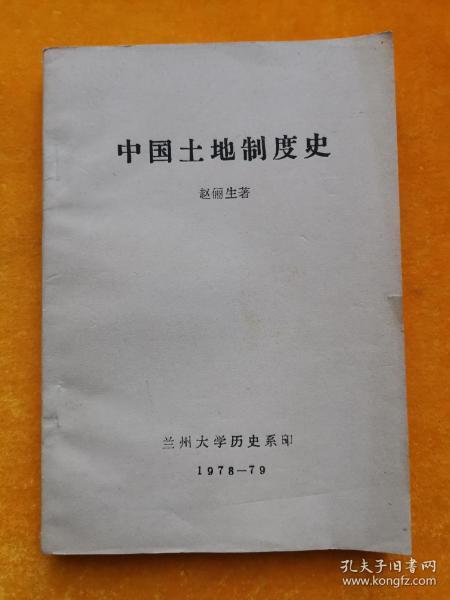 中国土地制度史
赵俪生著
兰州大学历史系印
1978—79
孔夫子旧书网
www.kongfz.com